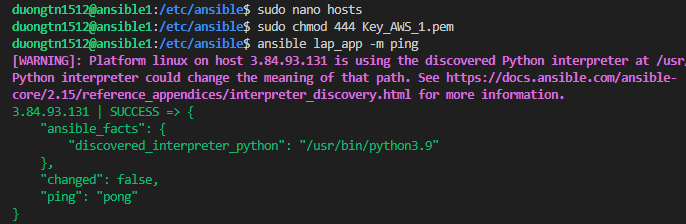 duongtn1512@ansible1:/etc/ansible$ sudo nano hosts
duongtn1512@ansible1:/etc/ansible$ sudo chmod 444 Key_AWS_1.pem
duongtn1512@ansible1:/etc/ansible$ ansible lap_app -m ping
[WARNING]: Platform linux on host 3.84.93.131 is using the discovered Python interpreter at /usr/
Python interpreter could change the meaning of that path. See https://docs.ansible.com/ansible-
core/2.15/reference_appendices/interpreter_discovery.html for more information.
3.84.93.131 | SUCCESS => {
    "ansible_facts": {
        "discovered_interpreter_python": "/usr/bin/python3.9"
    },
    "changed": false,
    "ping": "pong"
}